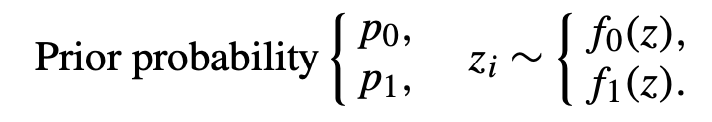 Prior probability { p0, p1, zi ~ { f0(z), f1(z).